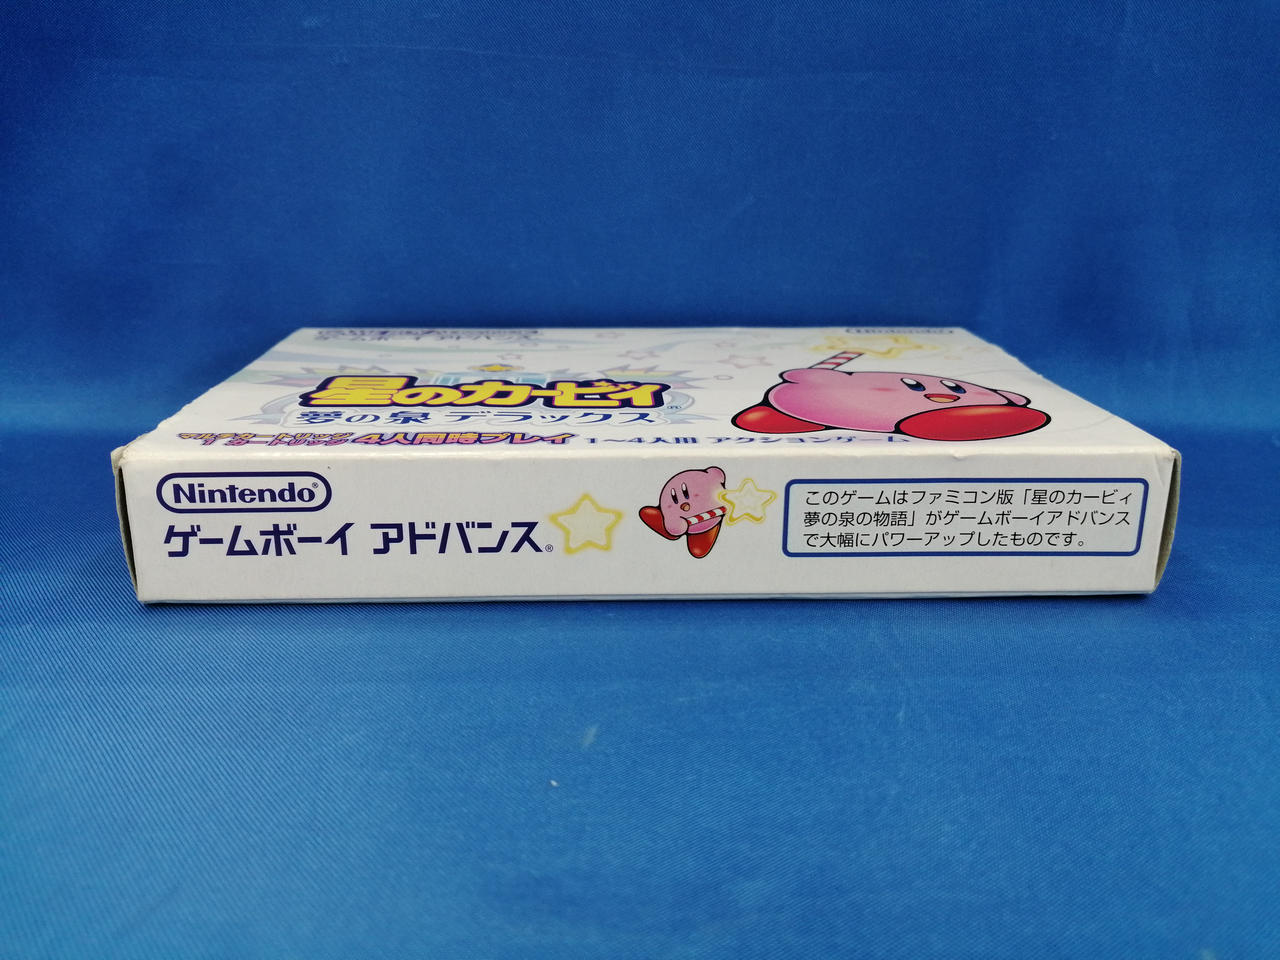 ゲームボーイアドバンス
Nintendo
星のカービィ®
夢の泉デラックス
4人同時プレイ 1〜4人用 アクションゲーム
Nintendo®
ゲームボーイ アドバンス®
このゲームはファミコン版「星のカービィ
夢の泉の物語」がゲームボーイアドバンス
で大幅にパワーアップしたものです。